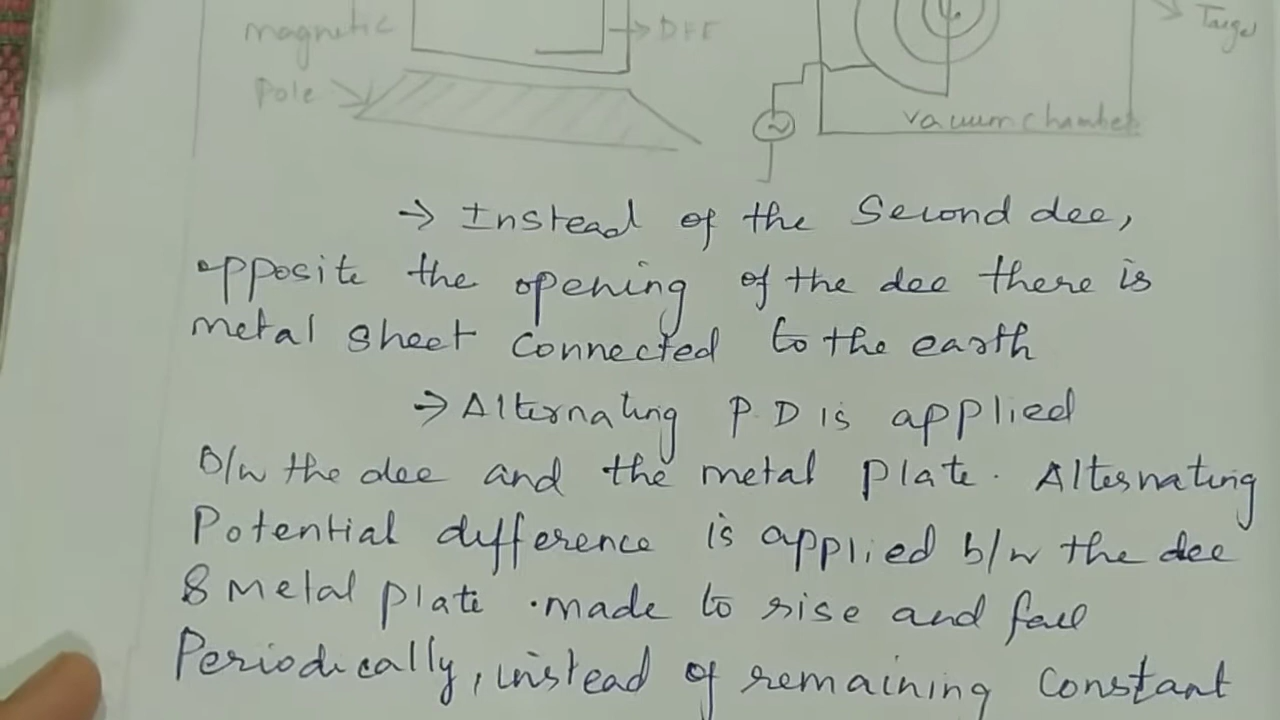 magnetic
Pole
DEE
Target
vacuum chamber
→ Instead of the Second dee,
opposite the opening of the dee there is
metal sheet connected to the earth
→ Alternating P.D is applied
b/w the dee and the metal plate. Alternating
Potential difference is applied b/w the dee
& metal plate . made to rise and fall
Periodically, instead of remaining constant